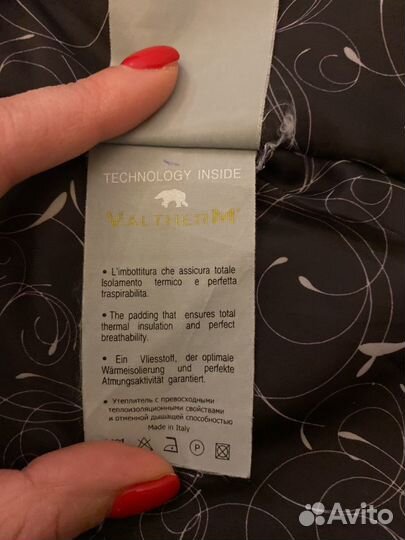 TECHNOLOGY INSIDE
VALTHERM
• L'imbottitura che assicura totale
Isolamento termico e perfetta
traspirabilita.
• The padding that ensures total
thermal insulation and perfect
breathability.
• Ein Vliesstoff, der optimale
Wärmeisolierung und perfekte
Atmungsaktivität garantiert.
• Утеплитель с превосходными
теплоизоляционными свойствами
и отменной дышащей способностью
Made in Italy
P
Avito